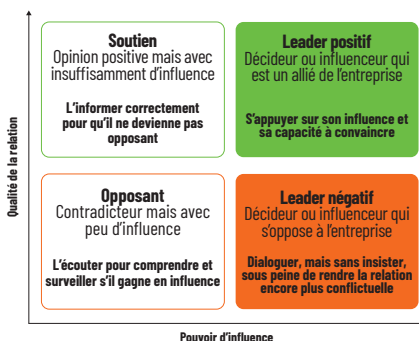 Qualité de la relation
Soutien
Opinion positive mais avec
insuffisamment d'influence
L'informer correctement
pour qu'il ne devienne pas
opposant
Leader positif
Décideur ou influenceur qui
est un allié de l'entreprise
S'appuyer sur son influence et
sa capacité à convaincre
Opposant
Contradicteur mais avec
peu d'influence
L'écouter pour comprendre et
surveiller s'il gagne en influence
Leader négatif
Décideur ou influenceur qui
s'oppose à l'entreprise
Dialoguer, mais sans insister,
sous peine de rendre la relation
encore plus conflictuelle
Pouvoir d'influence